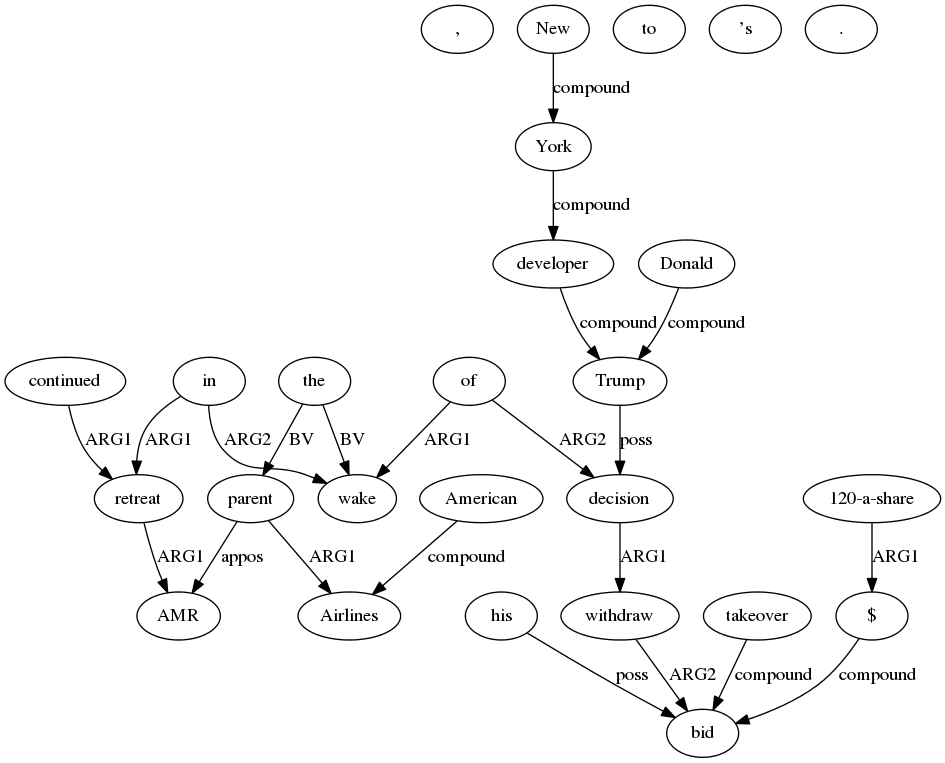 , New to ’s .
compound
York
compound
developer Donald
compound compound
continued in the of Trump
ARG1 ARG1 ARG2 BV BV ARG1 ARG2 poss
retreat parent wake American decision 120-a-share
ARG1 appos ARG1 compound ARG1 ARG1
AMR Airlines his withdraw takeover $
poss ARG2 compound compound
bid